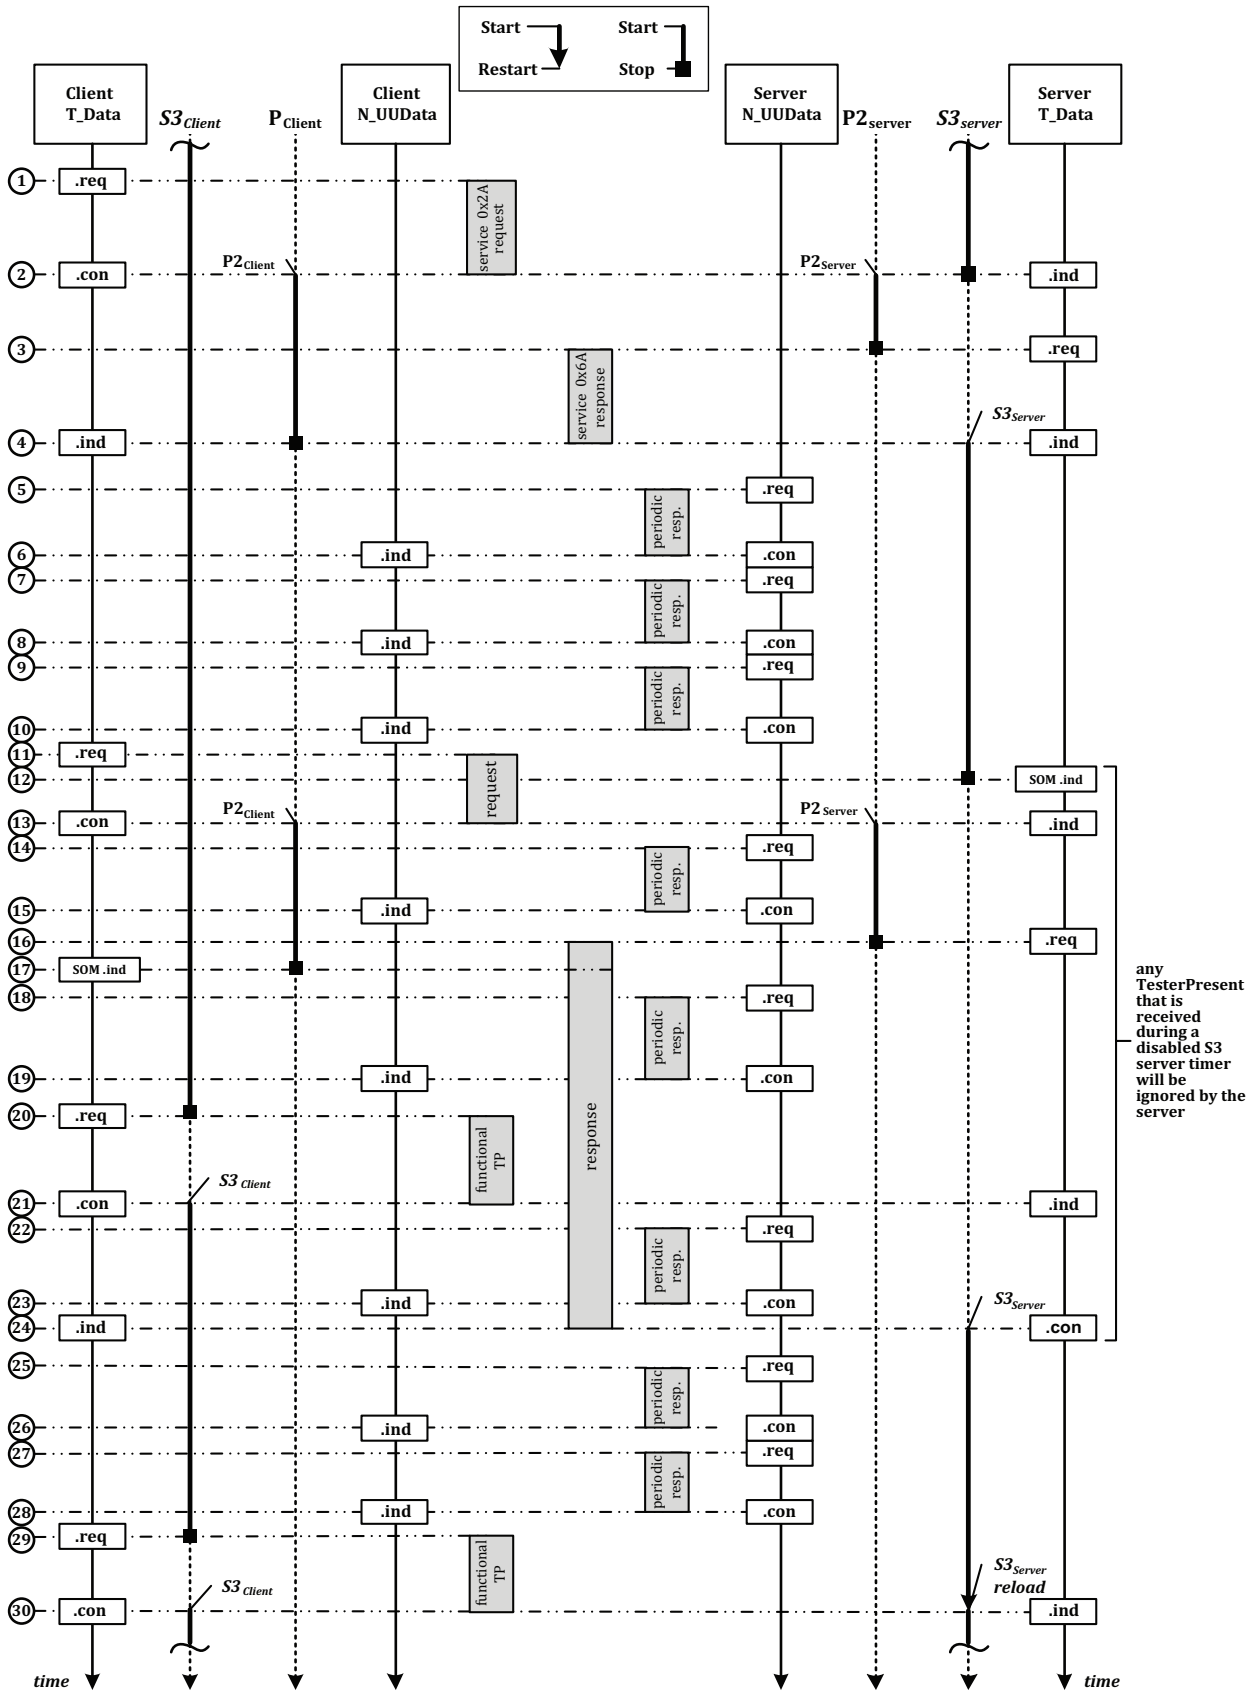 Start
Start
Restart
Stop
Client
T_Data
S3Client
PClient
Client
N_UUData
Server
N_UUData
P2server
S3server
Server
T_Data
1
.req
service 0x2A
request
2
.con
P2Client
P2Server
.ind
3
.req
service 0x6A
response
S3Server
4
.ind
.ind
5
.req
periodic
resp.
6
.ind
.con
7
.req
periodic
resp.
8
.ind
.con
9
.req
periodic
resp.
10
.ind
.con
11
.req
request
12
SOM .ind
13
.con
P2Client
P2Server
.ind
14
.req
periodic
resp.
15
.ind
.con
16
.req
response
17
SOM .ind
18
.req
periodic
resp.
19
.ind
.con
20
.req
functional
TP
S3Client
21
.con
.ind
22
.req
periodic
resp.
23
.ind
.con
S3Server
24
.ind
.con
any
TesterPresent
that is
received
during a
disabled S3
server timer
will be
ignored by the
server
25
.req
periodic
resp.
26
.ind
.con
27
.req
periodic
resp.
28
.ind
.con
29
.req
functional
TP
S3Client
S3Server
reload
30
.con
.ind
time
time